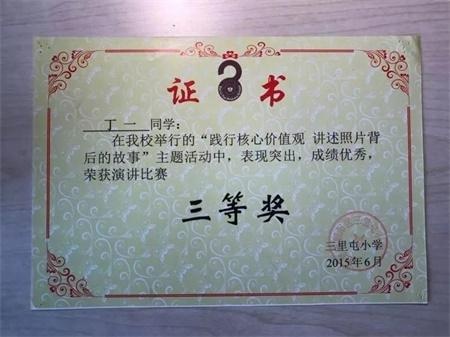 证书
丁一 同学：
在我校举行的“践行核心价值观 讲述照片背
后的故事”主题活动中，表现突出，成绩优秀，
荣获演讲比赛
三等奖
三里屯小学
2015年6月